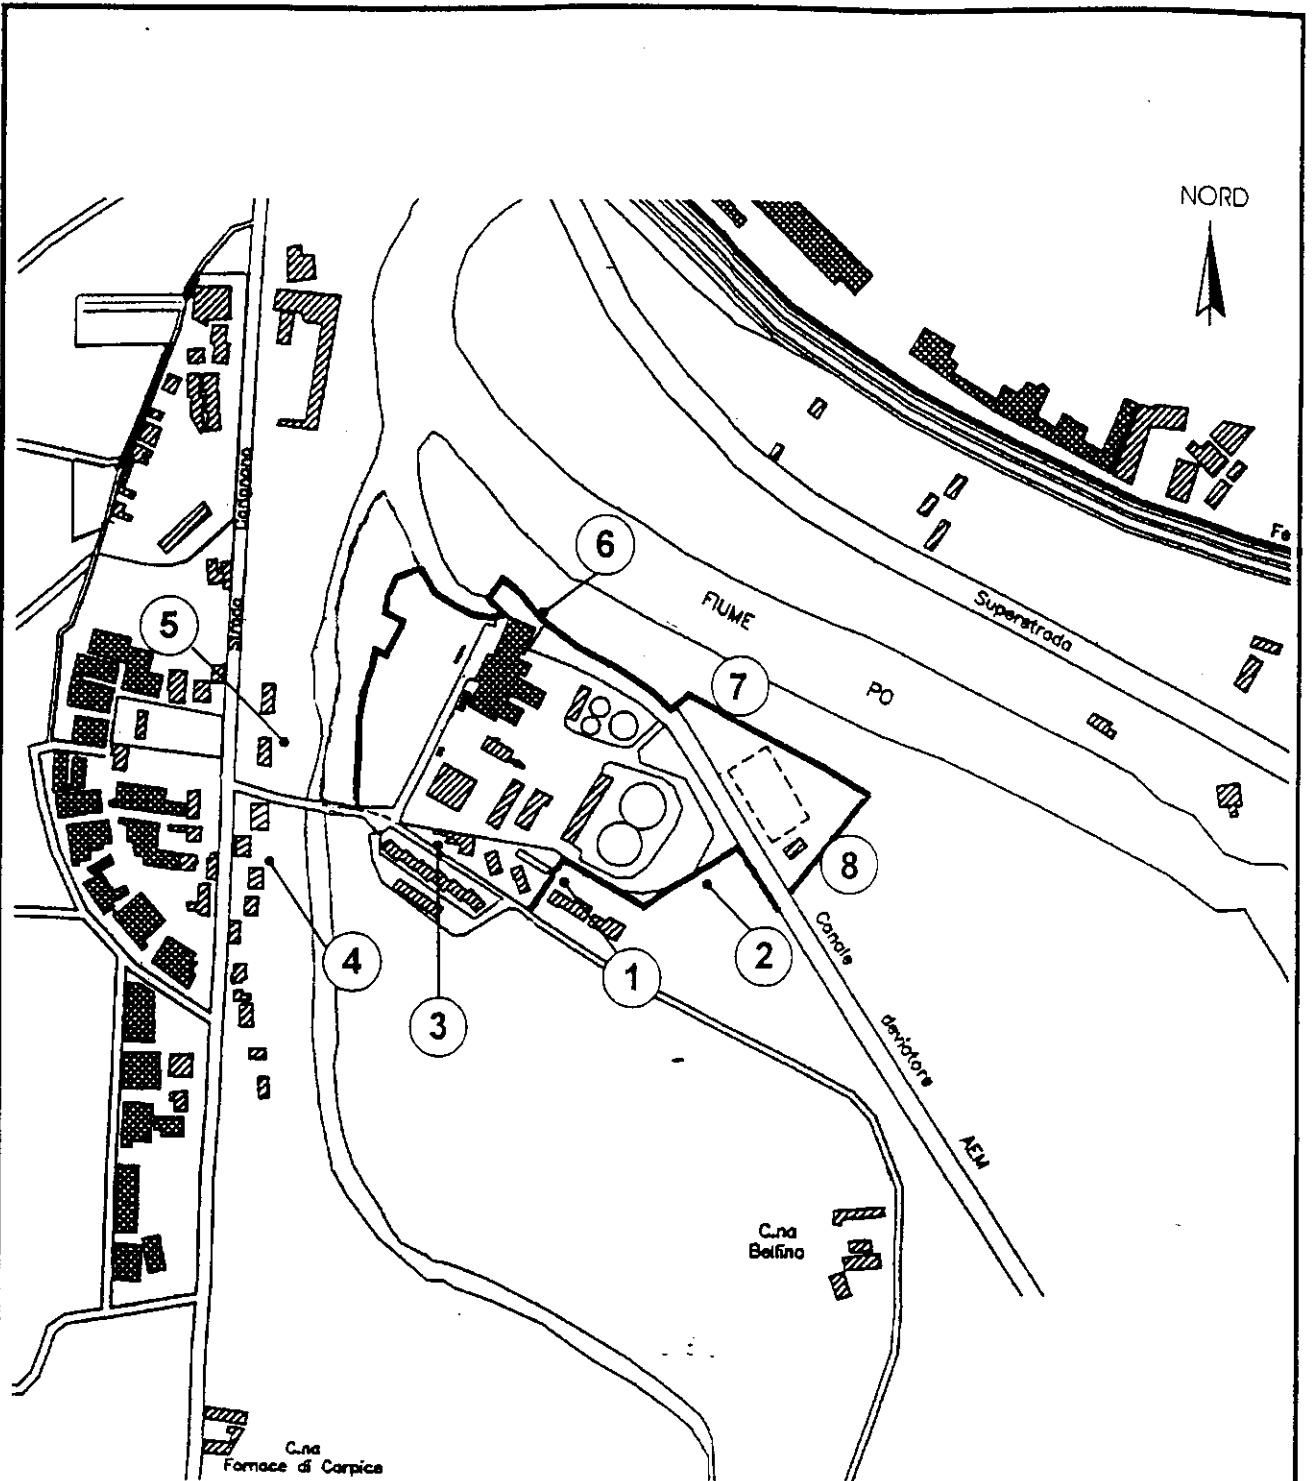 NORD
Strada Carignano
Fe
6
FIUME
Superstrada
5
7
PO
8
4
2
1
3
Canale
deviatore
AEM
C.na
Belfino
C.na
Fornace di Carpice